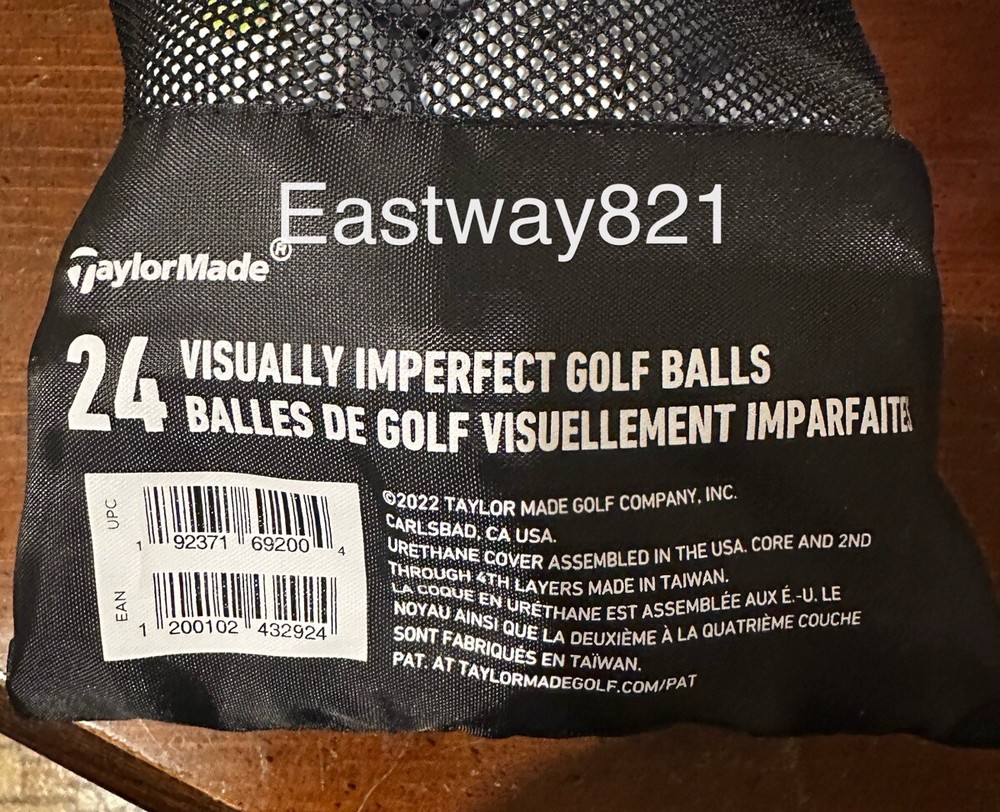 Eastway821
TaylorMade®
24 VISUALLY IMPERFECT GOLF BALLS
BALLES DE GOLF VISUELLEMENT IMPARFAITES
UPC
1 92371 69200 4
EAN
1 200102 432924
©2022 TAYLOR MADE GOLF COMPANY, INC.
CARLSBAD, CA USA.
URETHANE COVER ASSEMBLED IN THE USA. CORE AND 2ND
THROUGH 4TH LAYERS MADE IN TAIWAN.
LA COQUE EN URÉTHANE EST ASSEMBLÉE AUX É.-U. LE
NOYAU AINSI QUE LA DEUXIÈME À LA QUATRIÈME COUCHE
SONT FABRIQUÉS EN TAÏWAN.
PAT. AT TAYLORMADEGOLF.COM/PAT